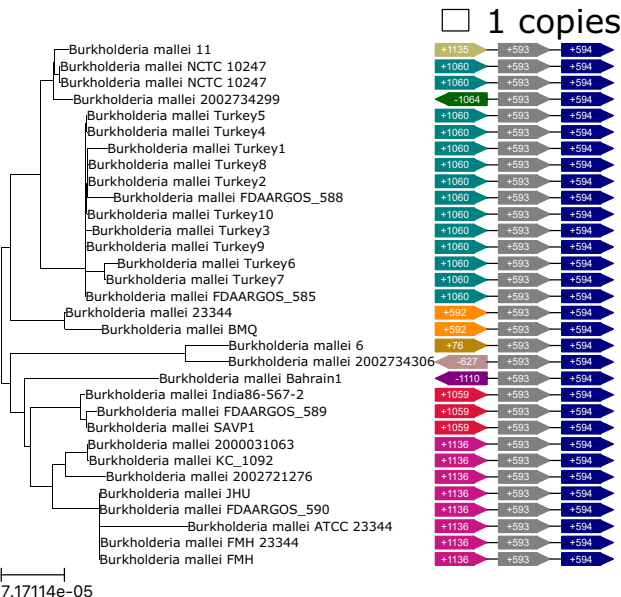 1 copies
Burkholderia mallei 11 +1135 +593 +594
Burkholderia mallei NCTC 10247 +1060 +593 +594
Burkholderia mallei NCTC 10247 +1060 +593 +594
Burkholderia mallei 2002734299 -1064 +593 +594
Burkholderia mallei Turkey5 +1060 +593 +594
Burkholderia mallei Turkey4 +1060 +593 +594
Burkholderia mallei Turkey1 +1060 +593 +594
Burkholderia mallei Turkey8 +1060 +593 +594
Burkholderia mallei Turkey2 +1060 +593 +594
Burkholderia mallei FDAARGOS_588 +1060 +593 +594
Burkholderia mallei Turkey10 +1060 +593 +594
Burkholderia mallei Turkey3 +1060 +593 +594
Burkholderia mallei Turkey9 +1060 +593 +594
Burkholderia mallei Turkey6 +1060 +593 +594
Burkholderia mallei Turkey7 +1060 +593 +594
Burkholderia mallei FDAARGOS_585 +1060 +593 +594
Burkholderia mallei 23344 +592 +593 +594
Burkholderia mallei BMQ +592 +593 +594
Burkholderia mallei 6 +76 +593 +594
Burkholderia mallei 2002734306 -627 +593 +594
Burkholderia mallei Bahrain1 -1110 +593 +594
Burkholderia mallei India86-567-2 +1059 +593 +594
Burkholderia mallei FDAARGOS_589 +1059 +593 +594
Burkholderia mallei SAVP1 +1059 +593 +594
Burkholderia mallei 2000031063 +1136 +593 +594
Burkholderia mallei KC_1092 +1136 +593 +594
Burkholderia mallei 2002721276 +1136 +593 +594
Burkholderia mallei JHU +1136 +593 +594
Burkholderia mallei FDAARGOS_590 +1136 +593 +594
Burkholderia mallei ATCC 23344 +1136 +593 +594
Burkholderia mallei FMH 23344 +1136 +593 +594
Burkholderia mallei FMH +1136 +593 +594
7.17114e-05